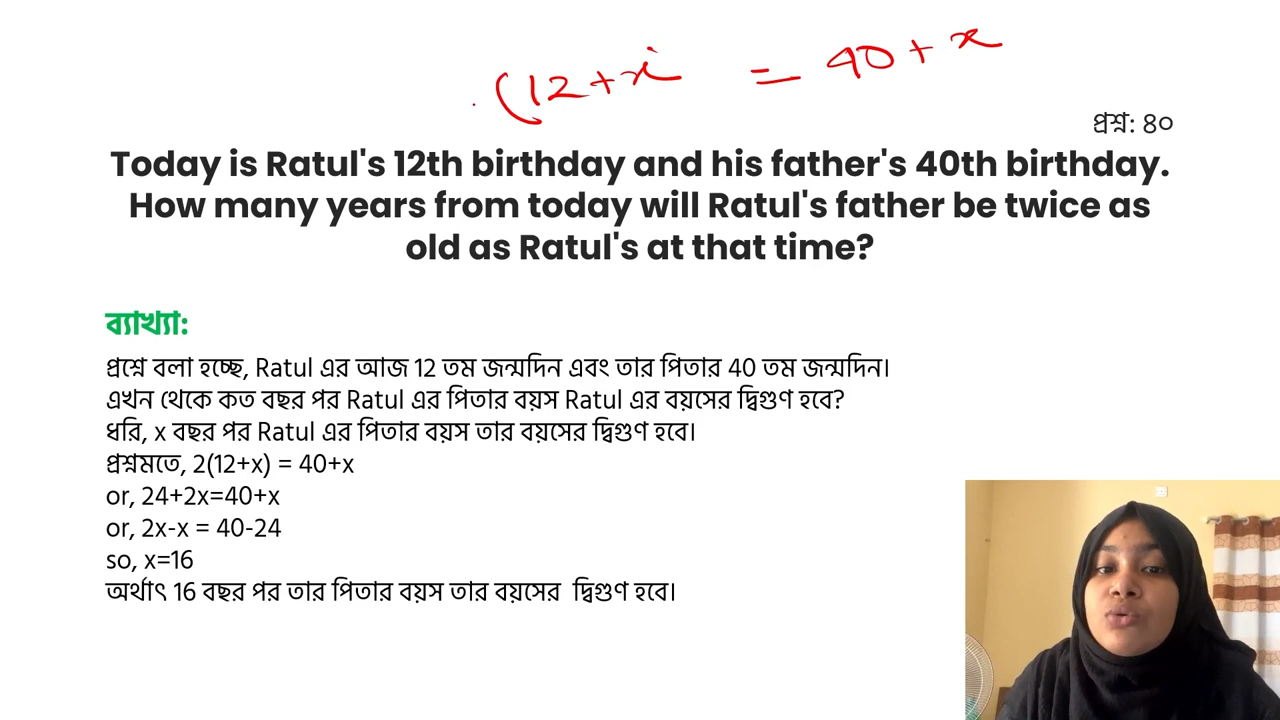 (12+x = 40+x
প্রশ্ন: ৪০
Today is Ratul's 12th birthday and his father's 40th birthday.
How many years from today will Ratul's father be twice as
old as Ratul's at that time?
ব্যাখ্যা:
প্রশ্নে বলা হচ্ছে, Ratul এর আজ 12 তম জন্মদিন এবং তার পিতার 40 তম জন্মদিন।
এখন থেকে কত বছর পর Ratul এর পিতার বয়স Ratul এর বয়সের দ্বিগুণ হবে?
ধরি, x বছর পর Ratul এর পিতার বয়স তার বয়সের দ্বিগুণ হবে।
প্রশ্নমতে, 2(12+x) = 40+x
or, 24+2x=40+x
or, 2x-x = 40-24
so, x=16
অর্থাৎ 16 বছর পর তার পিতার বয়স তার বয়সের দ্বিগুণ হবে।